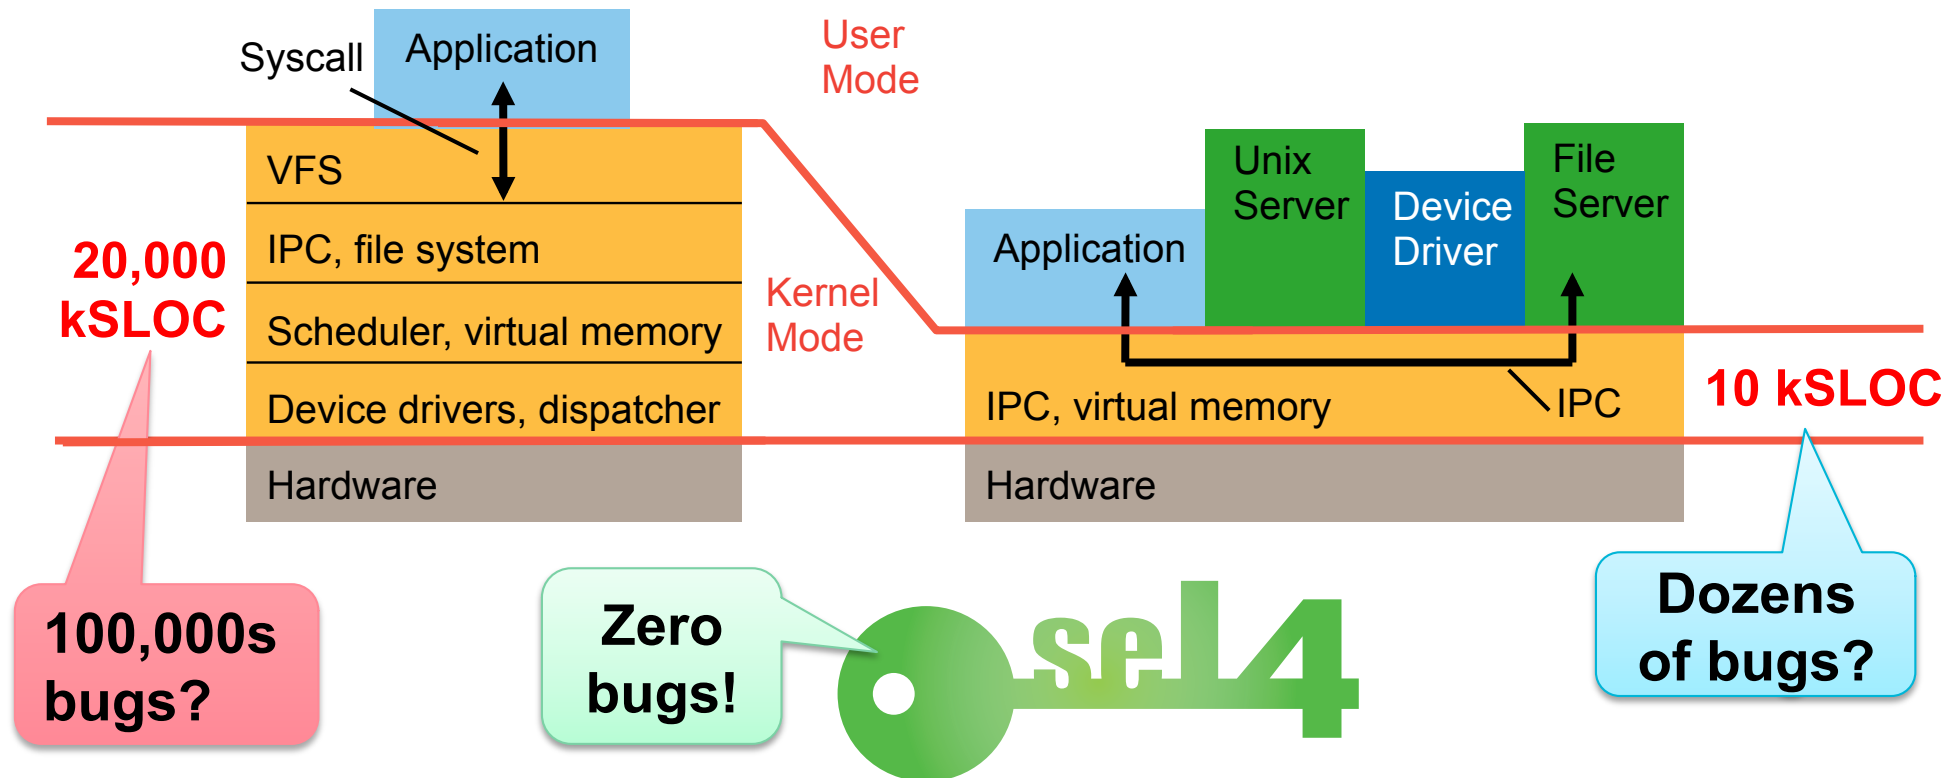 Syscall
Application
User
Mode
VFS
IPC, file system
Scheduler, virtual memory
Device drivers, dispatcher
Hardware
20,000
kSLOC
100,000s
bugs?
Kernel
Mode
Application
Unix
Server
Device
Driver
File
Server
IPC, virtual memory
IPC
Hardware
10 kSLOC
Zero
bugs!
seL4
Dozens
of bugs?